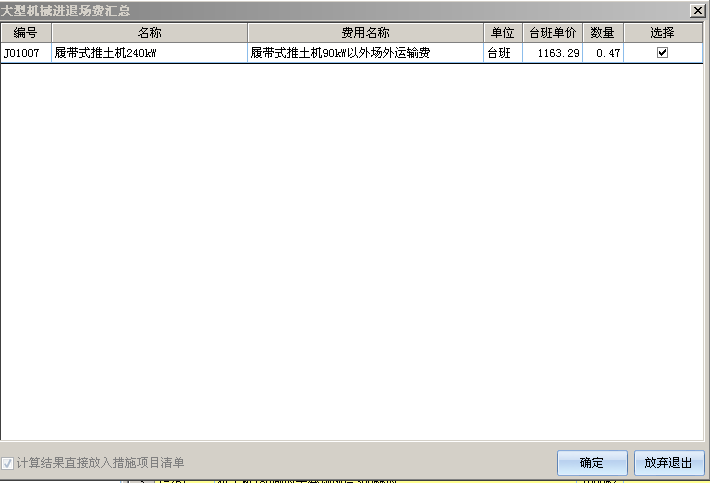 大型机械进退场费汇总
编号 名称 费用名称 单位 台班单价 数量 选择
J01007 履带式推土机240kW 履带式推土机90kW以外场外运输费 台班 1163.29 0.47
计算结果直接放入措施项目清单 确定 放弃退出